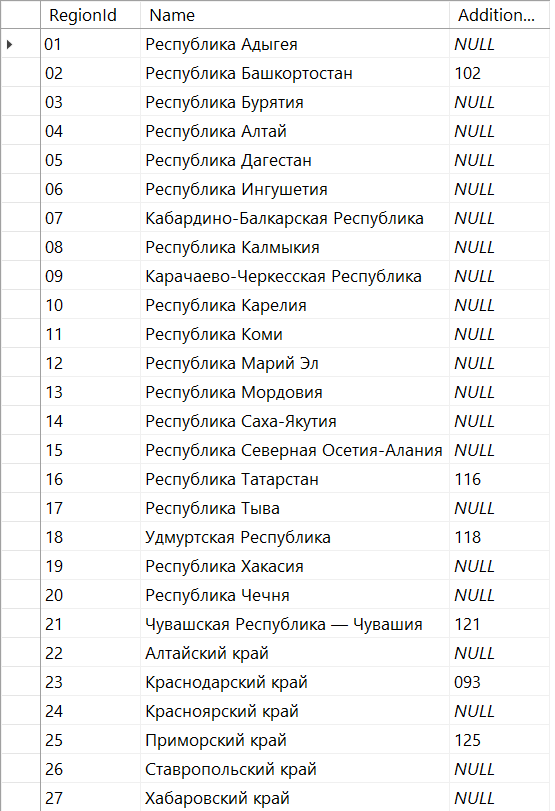 RegionId Name Addition...
01 Республика Адыгея NULL
02 Республика Башкортостан 102
03 Республика Бурятия NULL
04 Республика Алтай NULL
05 Республика Дагестан NULL
06 Республика Ингушетия NULL
07 Кабардино-Балкарская Республика NULL
08 Республика Калмыкия NULL
09 Карачаево-Черкесская Республика NULL
10 Республика Карелия NULL
11 Республика Коми NULL
12 Республика Марий Эл NULL
13 Республика Мордовия NULL
14 Республика Саха-Якутия NULL
15 Республика Северная Осетия-Алания NULL
16 Республика Татарстан 116
17 Республика Тыва NULL
18 Удмуртская Республика 118
19 Республика Хакасия NULL
20 Республика Чечня NULL
21 Чувашская Республика — Чувашия 121
22 Алтайский край NULL
23 Краснодарский край 093
24 Красноярский край NULL
25 Приморский край 125
26 Ставропольский край NULL
27 Хабаровский край NULL